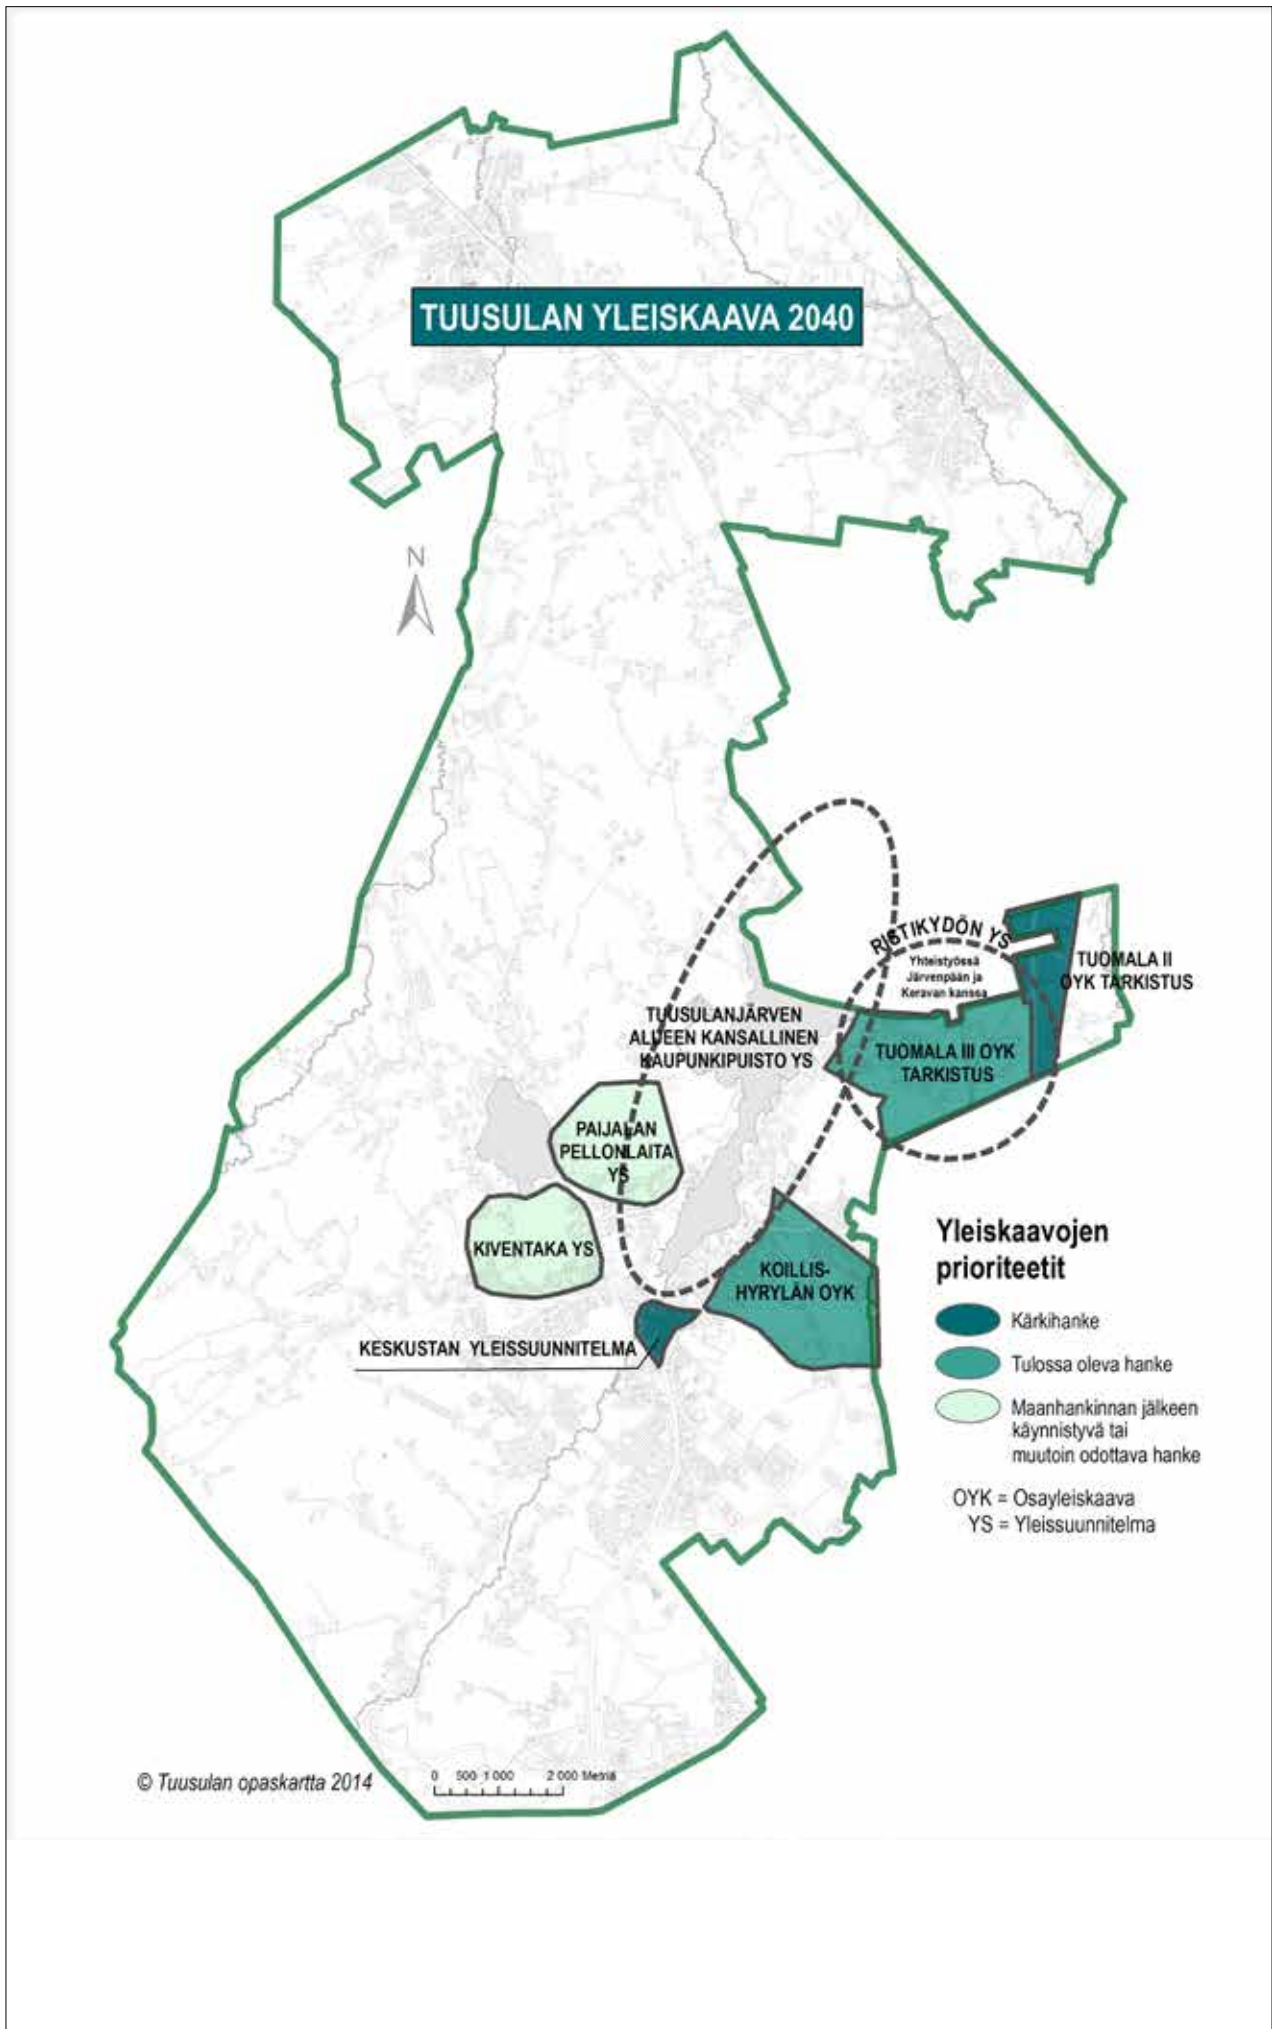 TUUSULAN YLEISKAAVA 2040
N
RISTIKYDÖN YS
Yhteistyössä
Järvenpään ja
Keravan kanssa
TUOMALA II
OYK TARKISTUS
TUUSULANJÄRVEN
ALUEEN KANSALLINEN
KAUPUNKIPUISTO YS
TUOMALA III OYK
TARKISTUS
PAIJALAN
PELLONLAITA
YS
KIVENTAKA YS
KOILLIS-
HYRYLÄN OYK
KESKUSTAN YLEISSUUNNITELMA
Yleiskaavojen
prioriteetit
Kärkihanke
Tulossa oleva hanke
Maanhankinnan jälkeen
käynnistyvä tai
muutoin odottava hanke
OYK = Osayleiskaava
YS = Yleissuunnitelma
© Tuusulan opaskartta 2014
0 500 1 000 2 000 Metriä